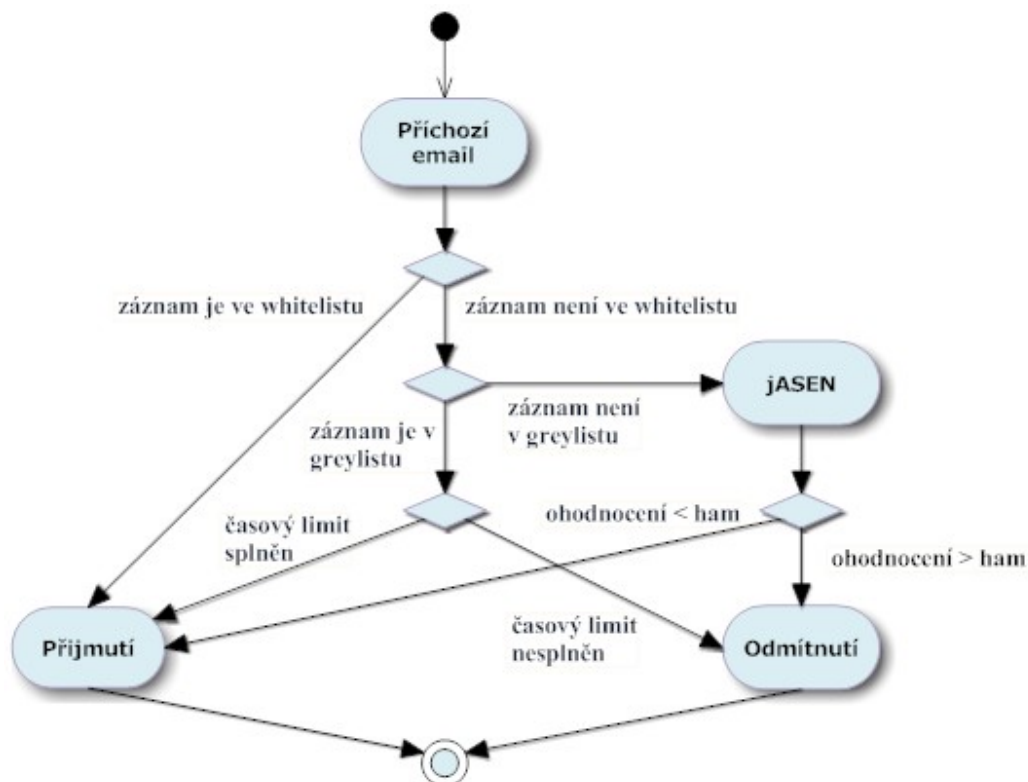 Příchozí
email
záznam je ve whitelistu
záznam není ve whitelistu
jASEN
záznam je v
greylistu
záznam není
v greylistu
časový limit
splněn
ohodnocení < ham
ohodnocení > ham
časový limit
nesplněn
Přijmutí
Odmítnutí